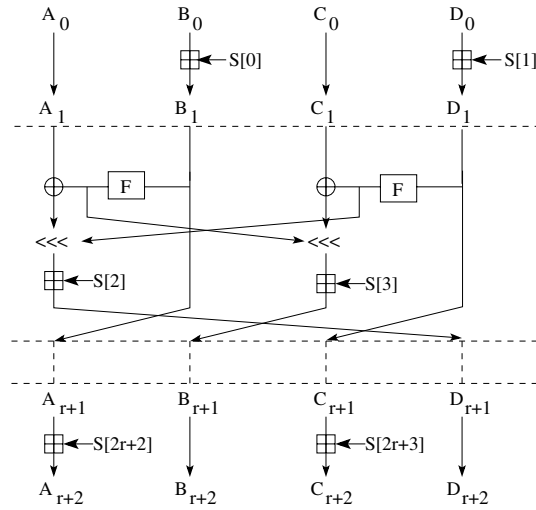 A0 B0 C0 D0
S[0] S[1]
A1 B1 C1 D1
F F
<<< <<<
S[2] S[3]
Ar+1 Br+1 Cr+1 Dr+1
S[2r+2] S[2r+3]
Ar+2 Br+2 Cr+2 Dr+2